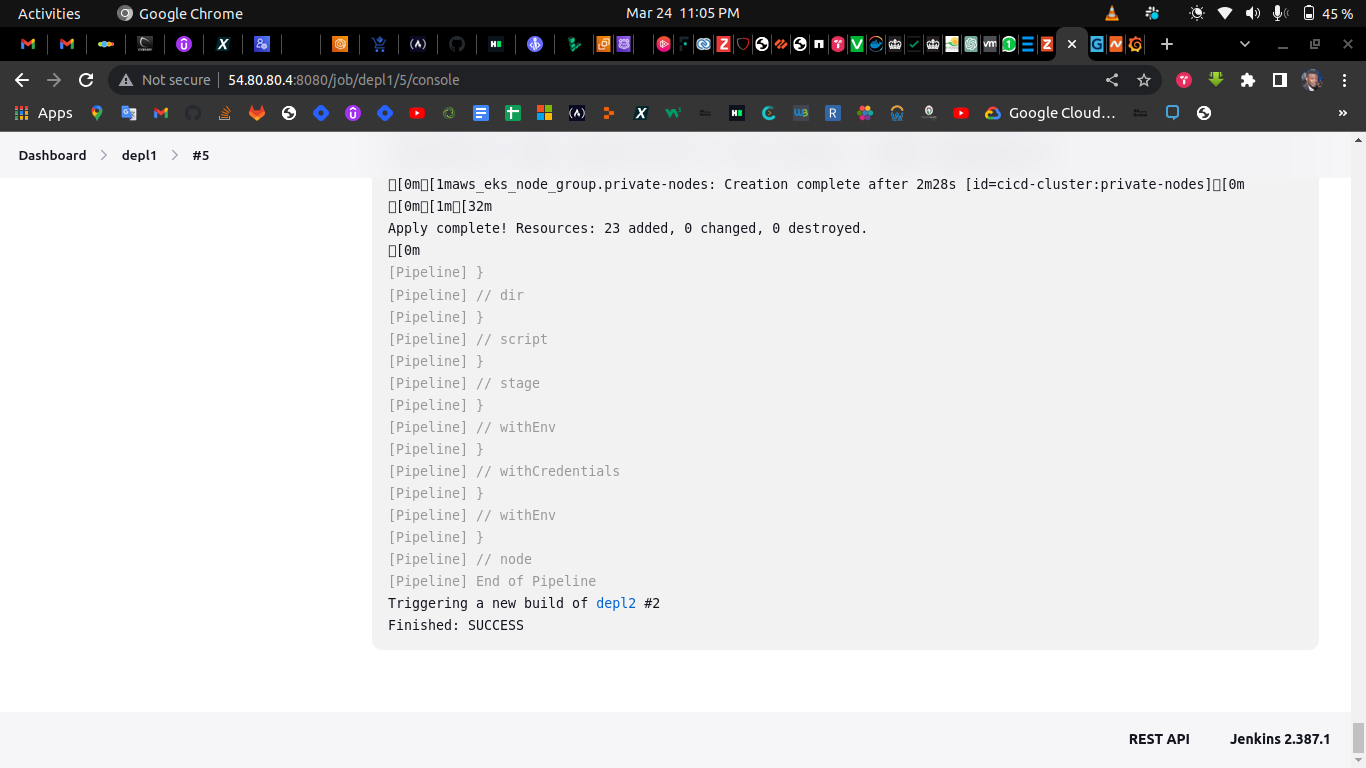 Activities
Google Chrome
Mar 24 11:05 PM
45 %
Not secure
54.80.80.4:8080/job/depl1/5/console
Apps
Google Cloud…
»
Dashboard
depl1
#5
[0m[1maws_eks_node_group.private-nodes: Creation complete after 2m28s [id=cicd-cluster:private-nodes][0m
[0m[1m[32m
Apply complete! Resources: 23 added, 0 changed, 0 destroyed.
[0m
[Pipeline] }
[Pipeline] // dir
[Pipeline] }
[Pipeline] // script
[Pipeline] }
[Pipeline] // stage
[Pipeline] }
[Pipeline] // withEnv
[Pipeline] }
[Pipeline] // withCredentials
[Pipeline] }
[Pipeline] // withEnv
[Pipeline] }
[Pipeline] // node
[Pipeline] End of Pipeline
Triggering a new build of depl2 #2
Finished: SUCCESS
REST API
Jenkins 2.387.1